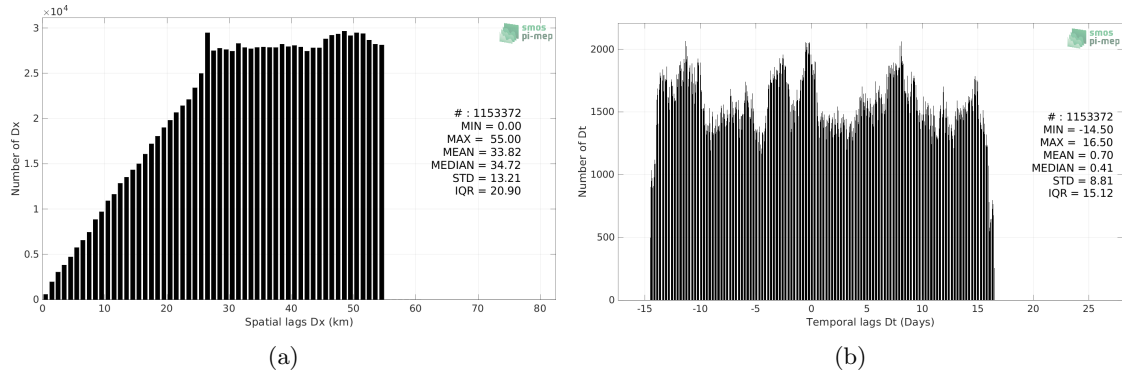 ×10⁴
3
2.5
2
1.5
1
0.5
0
Number of Dx
0 10 20 30 40 50 60 70 80
Spatial lags Dx (km)
smos
pi-mep
# : 1153372
MIN = 0.00
MAX = 55.00
MEAN = 33.82
MEDIAN = 34.72
STD = 13.21
IQR = 20.90
(a)
2000
1500
1000
500
0
Number of Dt
-15 -10 -5 0 5 10 15 20 25
Temporal lags Dt (Days)
smos
pi-mep
# : 1153372
MIN = -14.50
MAX = 16.50
MEAN = 0.70
MEDIAN = 0.41
STD = 8.81
IQR = 15.12
(b)